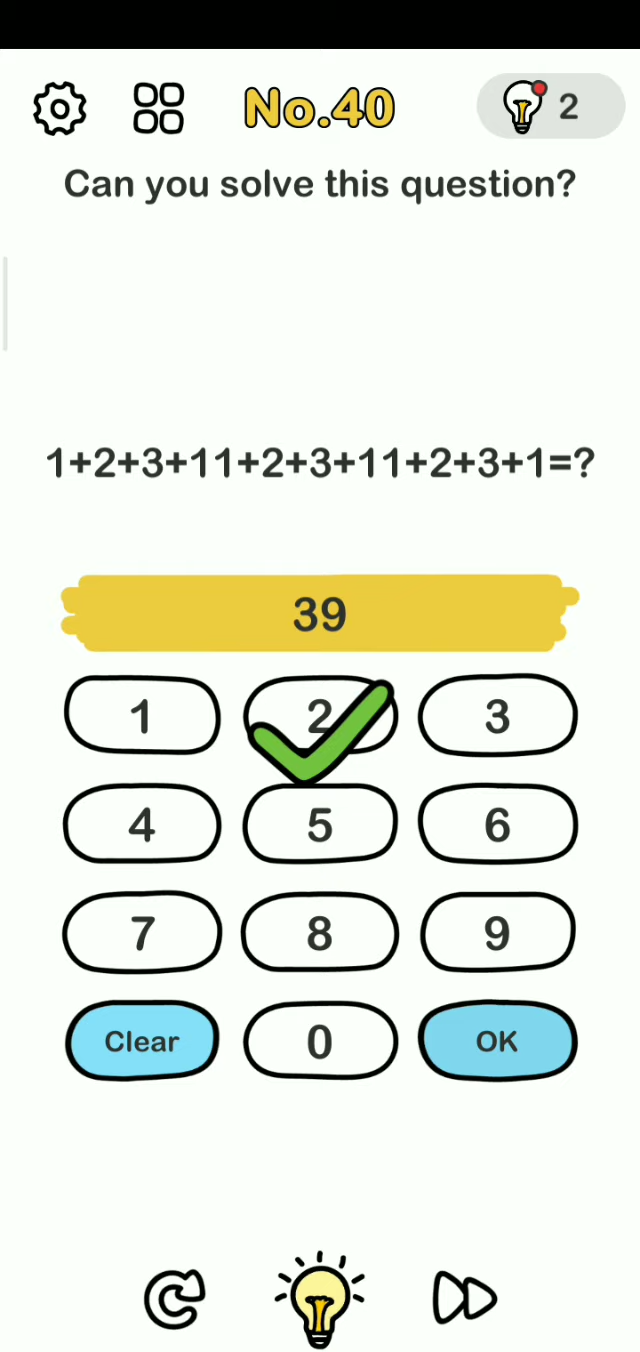 No.40
2
Can you solve this question?
1+2+3+11+2+3+11+2+3+1=?
39
1 2 3
4 5 6
7 8 9
Clear 0 OK